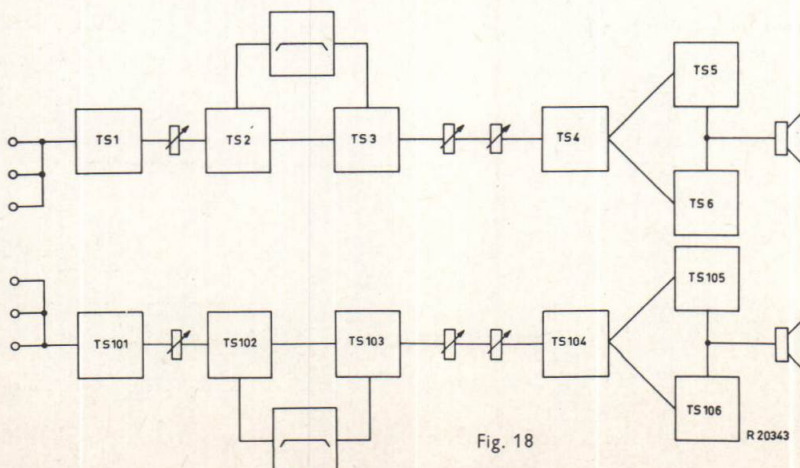 TS5
TS1
TS2
TS3
TS4
TS6
TS105
TS101
TS102
TS103
TS104
TS106
Fig. 18
R 20343